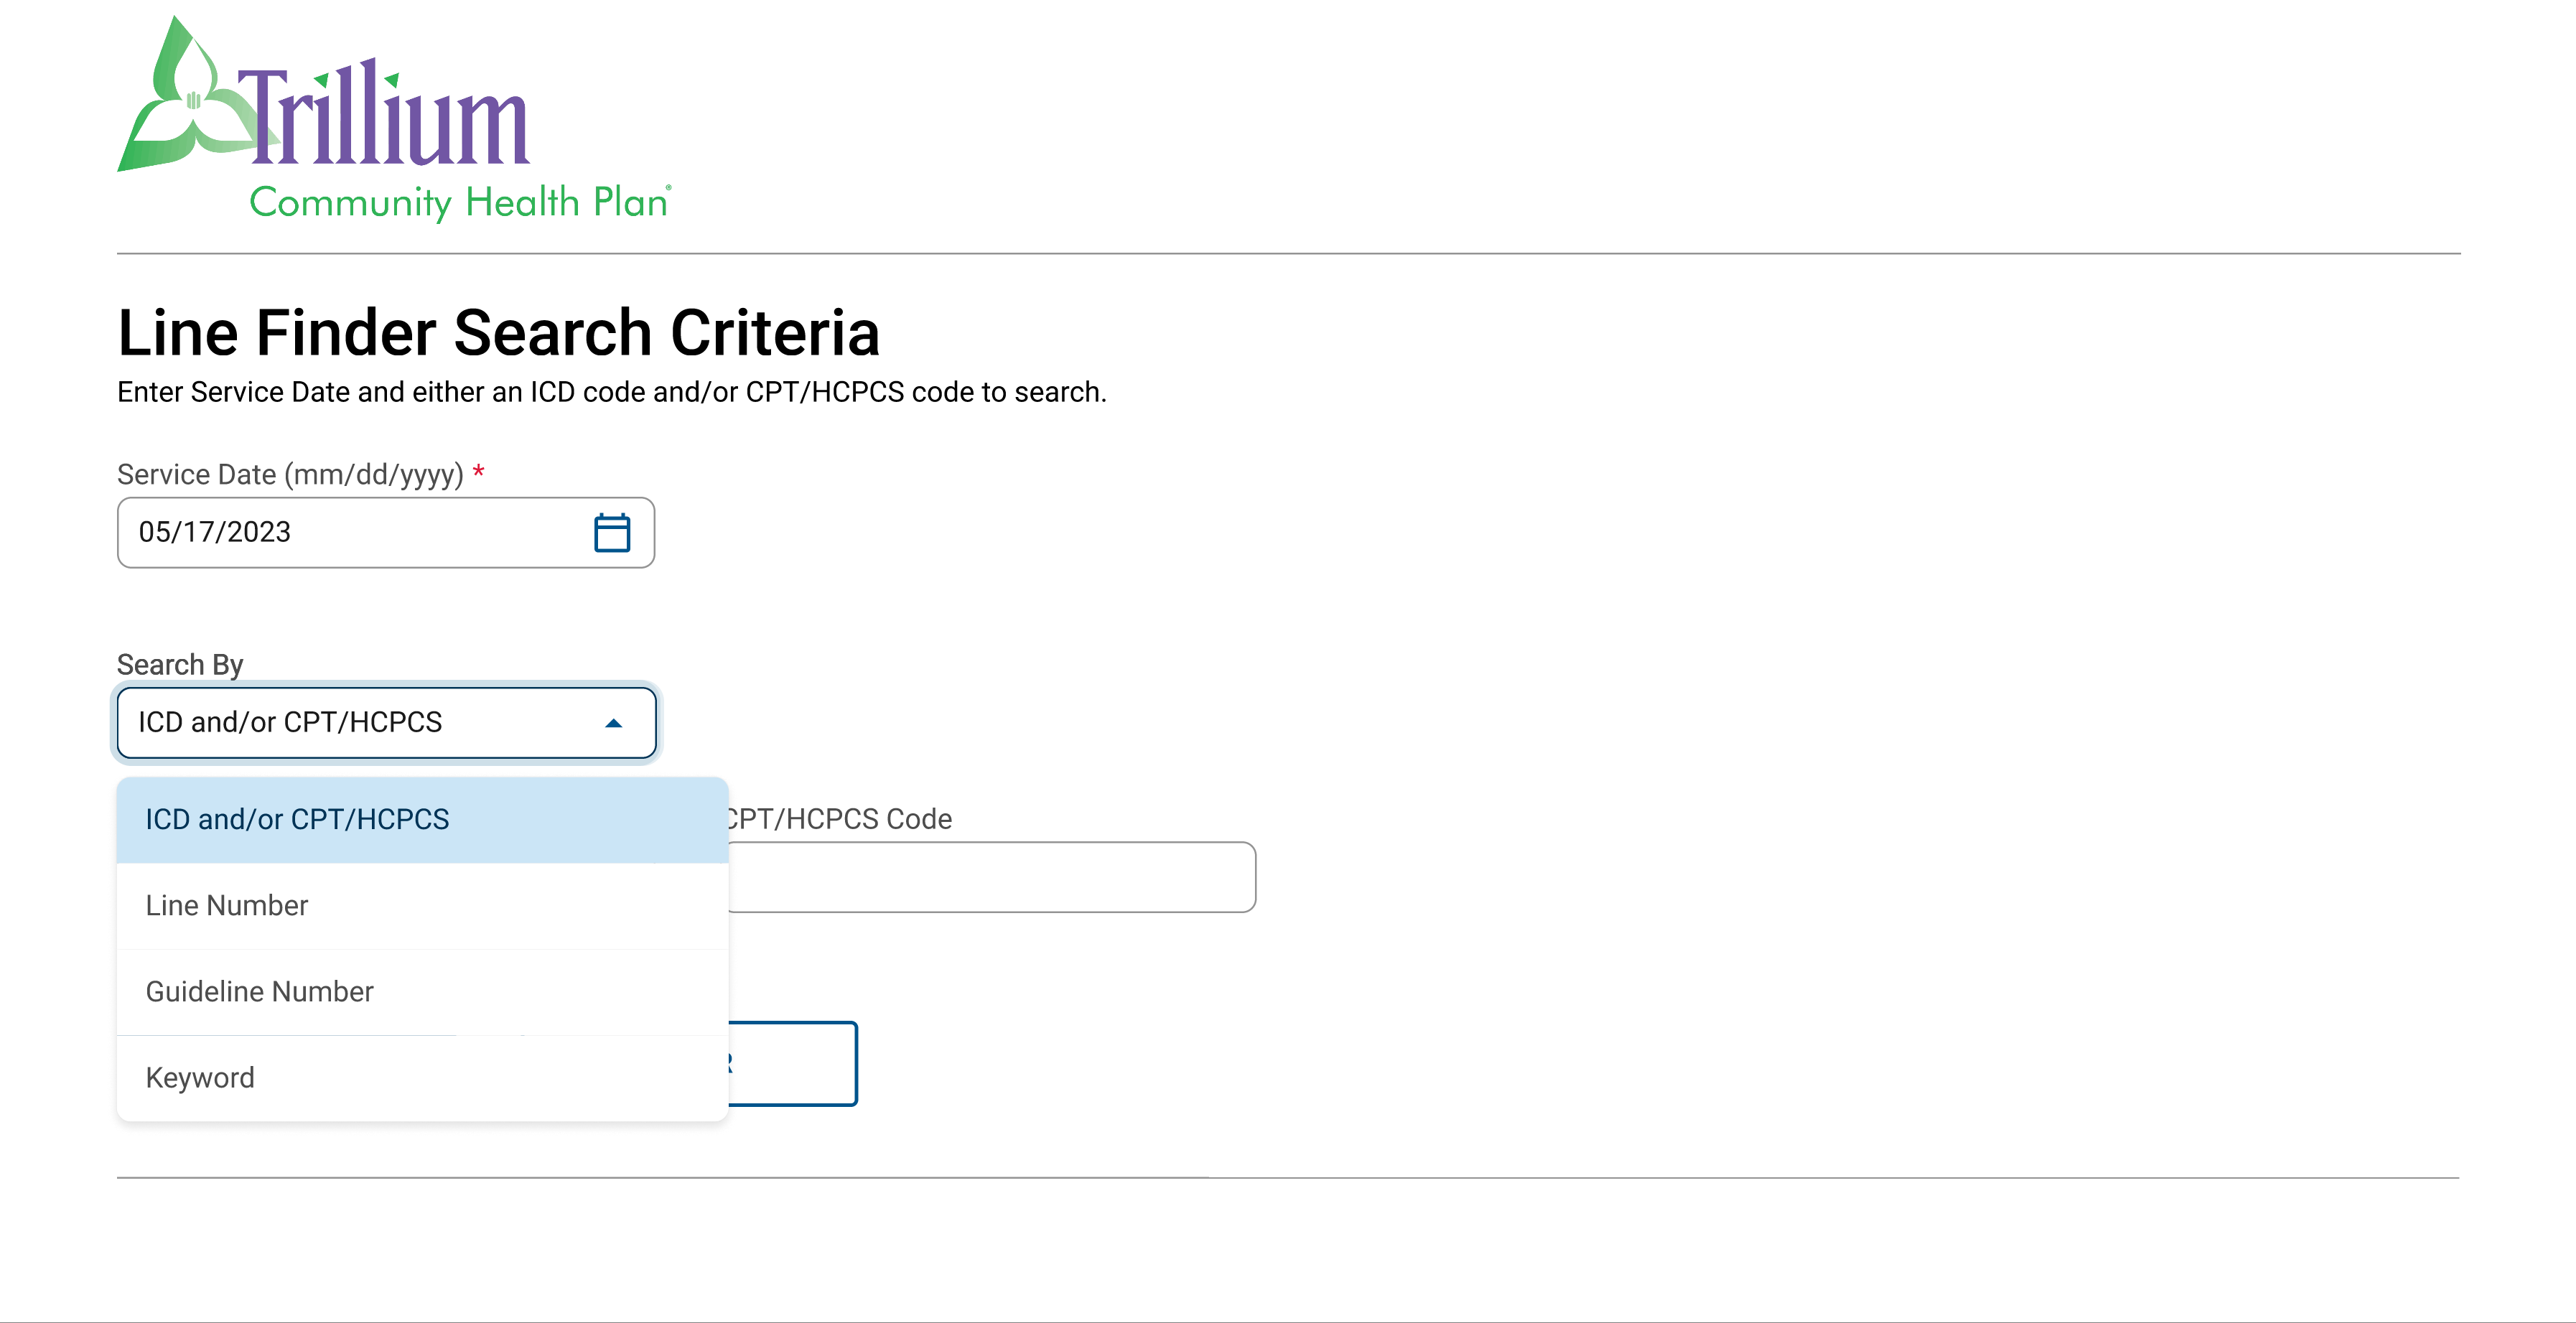 Trillium
Community Health Plan®
Line Finder Search Criteria
Enter Service Date and either an ICD code and/or CPT/HCPCS code to search.
Service Date (mm/dd/yyyy) *
05/17/2023
Search By
ICD and/or CPT/HCPCS
ICD and/or CPT/HCPCS
CPT/HCPCS Code
Line Number
Guideline Number
Keyword